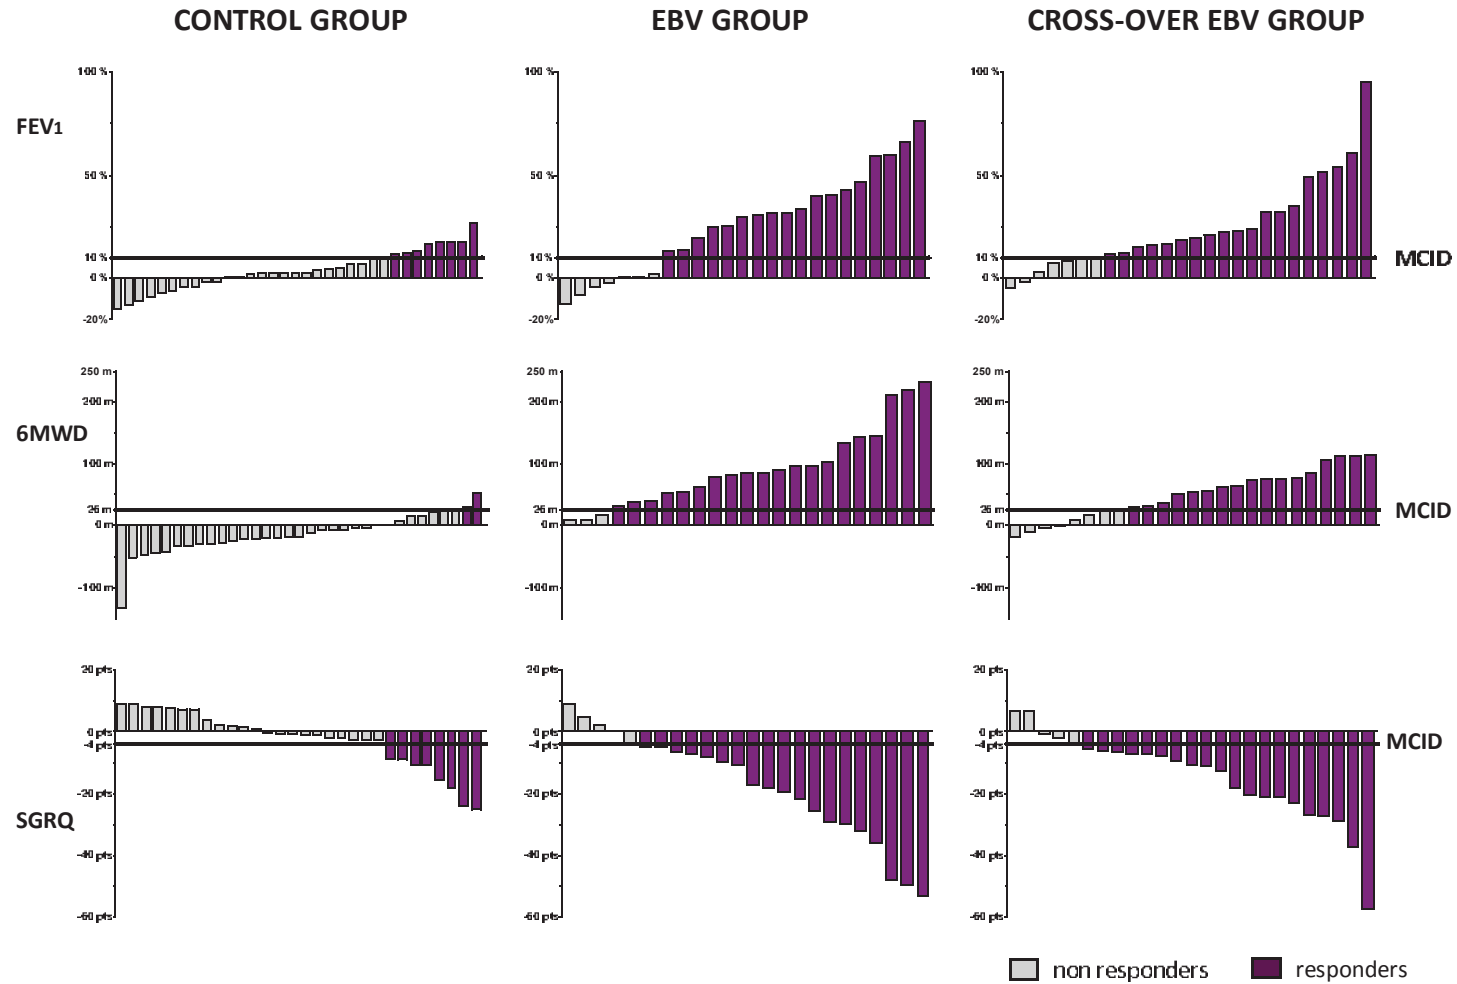 CONTROL GROUP EBV GROUP CROSS-OVER EBV GROUP
100 % 100 % 100 %
FEV1
50 % 50 % 50 %
10 % 10 % 10 % MCID
0 % 0 % 0 %
-20% -20% -20%
250 m 250 m 250 m
200 m 200 m 200 m
6MWD
100 m 100 m 100 m
26 m 26 m 26 m MCID
0 m 0 m 0 m
-100 m -100 m -100 m
20 pts 20 pts 20 pts
0 pts 0 pts 0 pts
-4 pts -4 pts -4 pts MCID
-20 pts -20 pts -20 pts
SGRQ
-40 pts -40 pts -40 pts
-60 pts -60 pts -60 pts
non responders responders